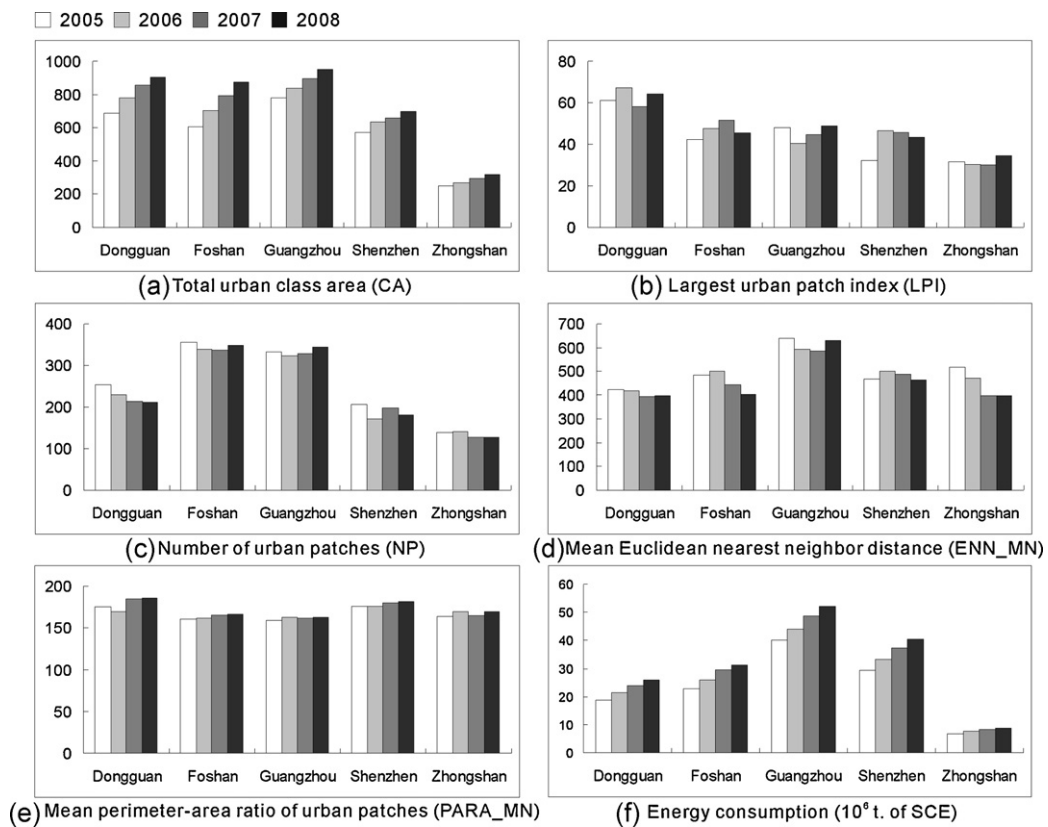 2005 2006 2007 2008
1000
800
600
400
200
0
Dongguan Foshan Guangzhou Shenzhen Zhongshan
(a) Total urban class area (CA)
80
60
40
20
0
Dongguan Foshan Guangzhou Shenzhen Zhongshan
(b) Largest urban patch index (LPI)
400
300
200
100
0
Dongguan Foshan Guangzhou Shenzhen Zhongshan
(c) Number of urban patches (NP)
700
600
500
400
300
200
100
0
Dongguan Foshan Guangzhou Shenzhen Zhongshan
(d) Mean Euclidean nearest neighbor distance (ENN_MN)
200
150
100
50
0
Dongguan Foshan Guangzhou Shenzhen Zhongshan
(e) Mean perimeter-area ratio of urban patches (PARA_MN)
60
50
40
30
20
10
0
Dongguan Foshan Guangzhou Shenzhen Zhongshan
(f) Energy consumption (10⁶ t. of SCE)